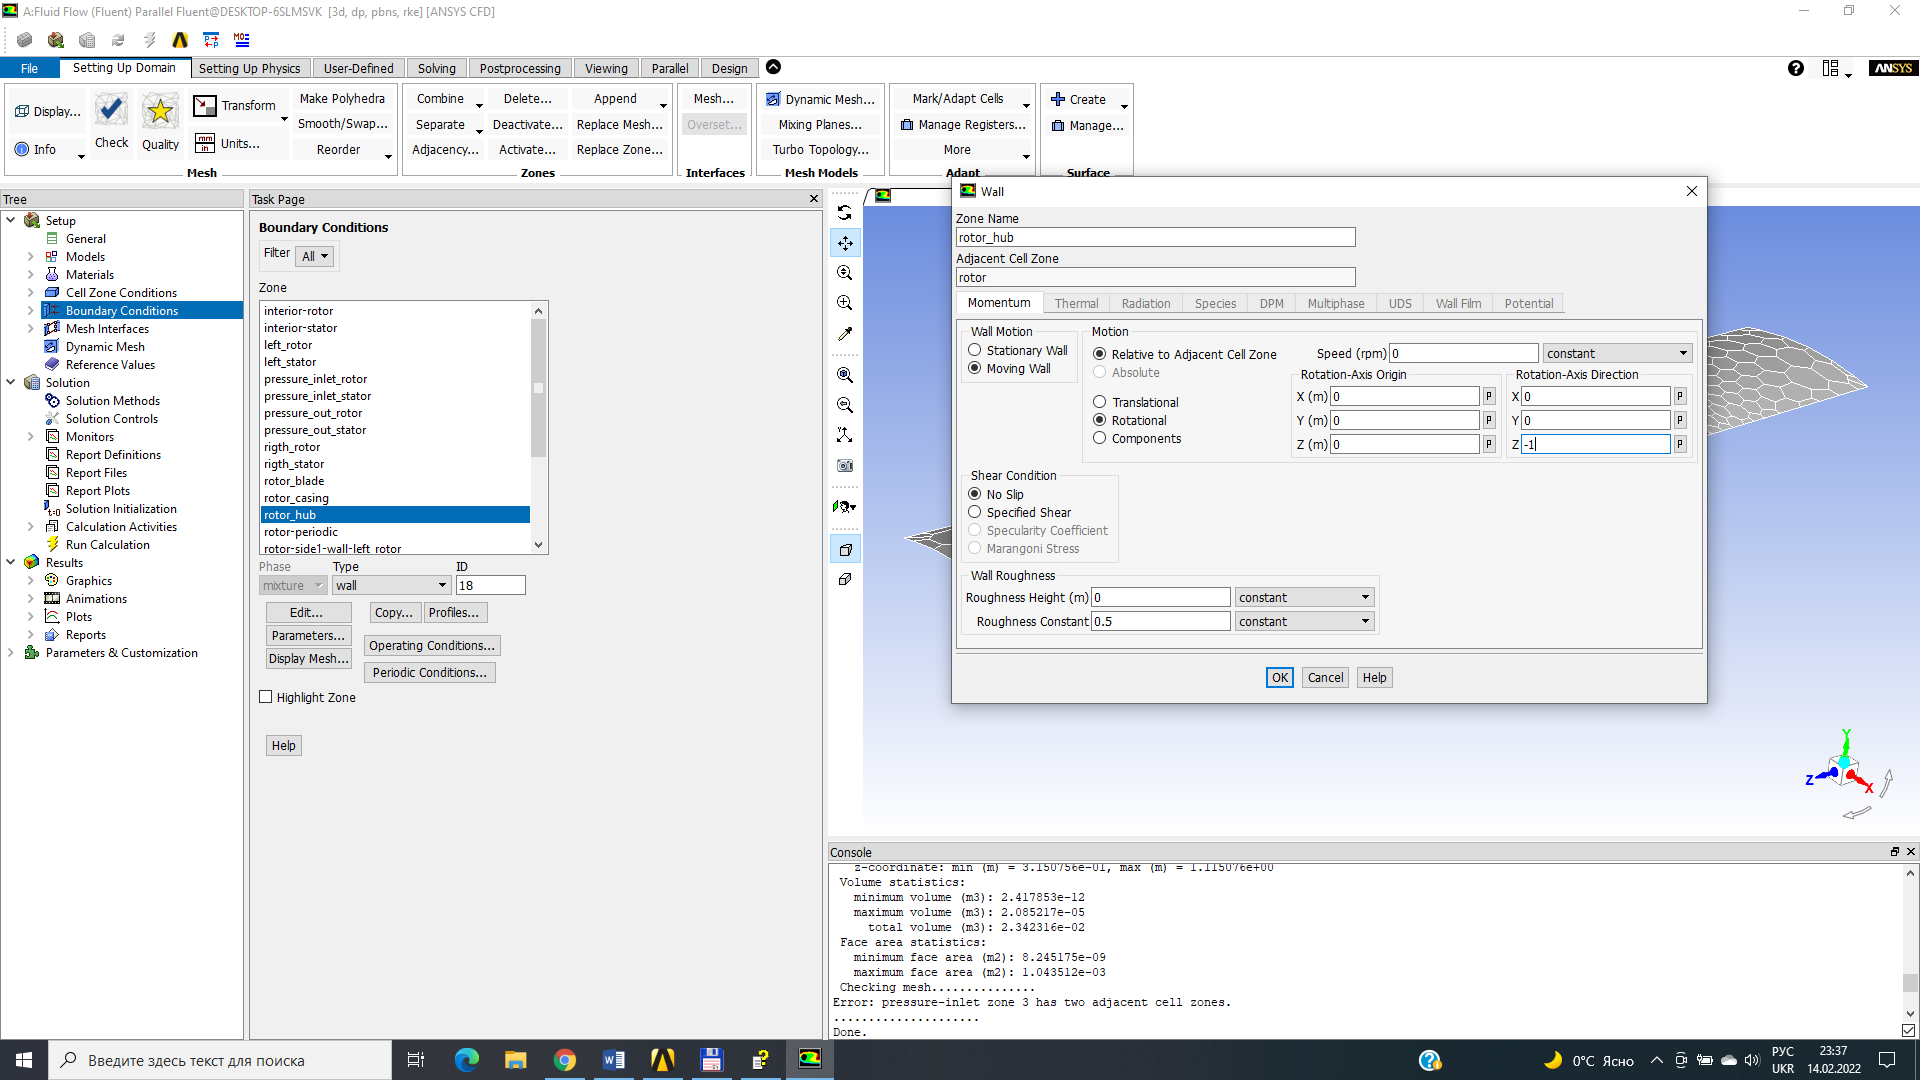 A:Fluid Flow (Fluent) Parallel Fluent@DESKTOP-6SLMSVK [3d, dp, pbns, rke] [ANSYS CFD]
File
Setting Up Domain
Setting Up Physics
User-Defined
Solving
Postprocessing
Viewing
Parallel
Design
ANSYS
Display...
Info
Check
Quality
Transform
Units...
Make Polyhedra
Smooth/Swap...
Reorder
Mesh
Combine
Delete...
Append
Separate
Deactivate...
Replace Mesh...
Adjacency...
Activate...
Replace Zone...
Zones
Mesh...
Overset...
Interfaces
Dynamic Mesh...
Mixing Planes...
Turbo Topology...
Mesh Models
Mark/Adapt Cells
Manage Registers...
More
Adapt
Create
Manage...
Surface
Tree
Setup
General
Models
Materials
Cell Zone Conditions
Boundary Conditions
Mesh Interfaces
Dynamic Mesh
Reference Values
Solution
Solution Methods
Solution Controls
Monitors
Report Definitions
Report Files
Report Plots
Solution Initialization
Calculation Activities
Run Calculation
Results
Graphics
Animations
Plots
Reports
Parameters & Customization
Task Page
Boundary Conditions
Filter
All
Zone
interior-rotor
interior-stator
left_rotor
left_stator
pressure_inlet_rotor
pressure_inlet_stator
pressure_out_rotor
pressure_out_stator
rigth_rotor
rigth_stator
rotor_blade
rotor_casing
rotor_hub
rotor-periodic
rotor-side1-wall-left_rotor
Phase
Type
ID
mixture
wall
18
Edit...
Copy...
Profiles...
Parameters...
Operating Conditions...
Display Mesh...
Periodic Conditions...
Highlight Zone
Help
Wall
Zone Name
rotor_hub
Adjacent Cell Zone
rotor
Momentum
Thermal
Radiation
Species
DPM
Multiphase
UDS
Wall Film
Potential
Wall Motion
Stationary Wall
Moving Wall
Motion
Relative to Adjacent Cell Zone
Absolute
Translational
Rotational
Components
Speed (rpm) 0
constant
Rotation-Axis Origin
X (m) 0 P
Y (m) 0 P
Z (m) 0 P
Rotation-Axis Direction
X 0 P
Y 0 P
Z -1 P
Shear Condition
No Slip
Specified Shear
Specularity Coefficient
Marangoni Stress
Wall Roughness
Roughness Height (m) 0 constant
Roughness Constant 0.5 constant
OK
Cancel
Help
Y
Z
X
Console
z-coordinate: min (m) = 3.150756e-01, max (m) = 1.115076e+00
Volume statistics:
minimum volume (m3): 2.417853e-12
maximum volume (m3): 2.085217e-05
total volume (m3): 2.342316e-02
Face area statistics:
minimum face area (m2): 8.245175e-09
maximum face area (m2): 1.043512e-03
Checking mesh...............
Error: pressure-inlet zone 3 has two adjacent cell zones.
.....................
Done.
Введите здесь текст для поиска
0°C Ясно
РУС
UKR
23:37
14.02.2022